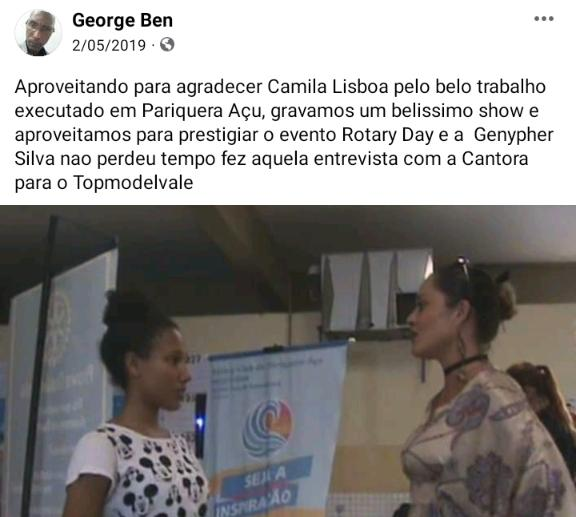 George Ben
2/05/2019 ·
Aproveitando para agradecer Camila Lisboa pelo belo trabalho
executado em Pariquera Açu, gravamos um belissimo show e
aproveitamos para prestigiar o evento Rotary Day e a Genypher
Silva nao perdeu tempo fez aquela entrevista com a Cantora
para o Topmodelvale
SEJA A
INSPIRAÇÃO